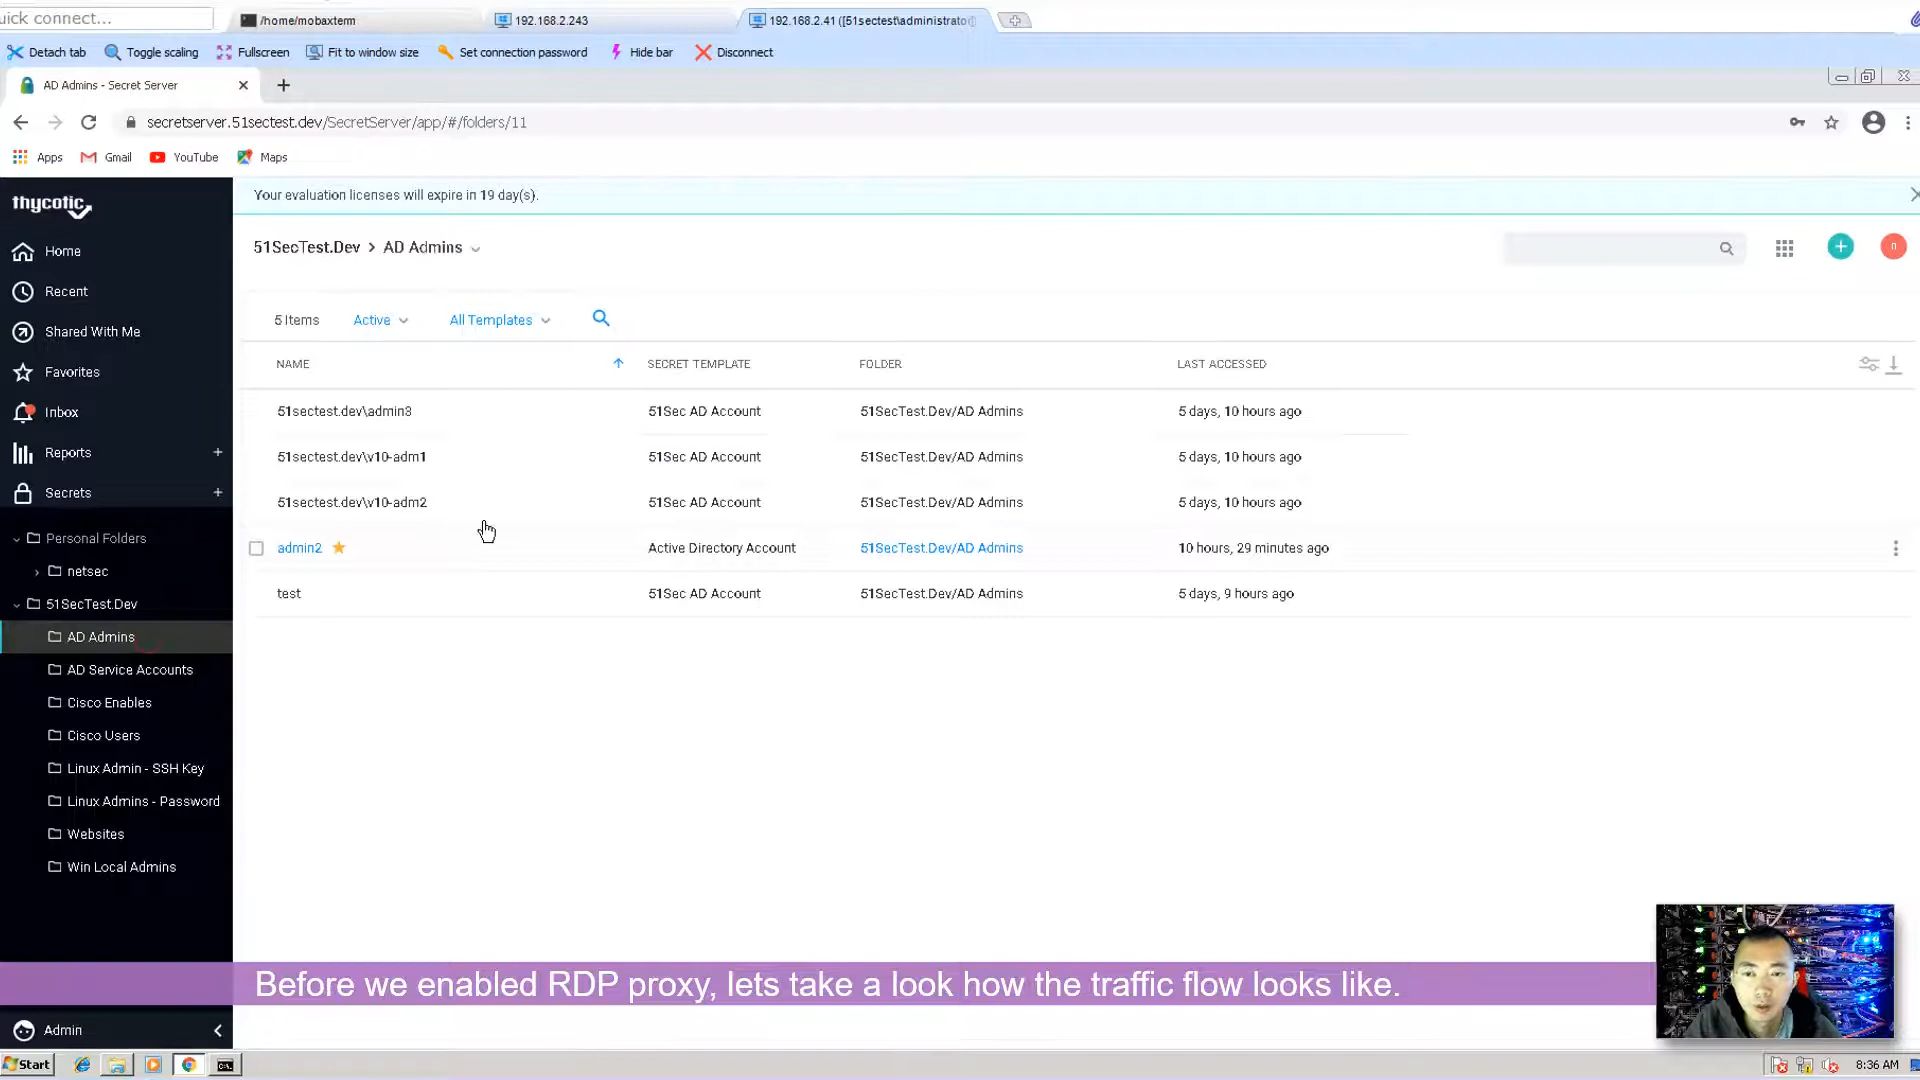 uick connect...
/home/mobaxterm
192.168.2.243
192.168.2.41 ([51sectest\administrator]
Detach tab
Toggle scaling
Fullscreen
Fit to window size
Set connection password
Hide bar
Disconnect
AD Admins - Secret Server
secretserver.51sectest.dev/SecretServer/app/#/folders/11
Apps
Gmail
YouTube
Maps
thycotic
Your evaluation licenses will expire in 19 day(s).
Home
51SecTest.Dev > AD Admins
n
Recent
Shared With Me
Favorites
Inbox
Reports +
Secrets +
Personal Folders
netsec
51SecTest.Dev
AD Admins
AD Service Accounts
Cisco Enables
Cisco Users
Linux Admin - SSH Key
Linux Admins - Password
Websites
Win Local Admins
Admin
5 Items
Active
All Templates
NAME
SECRET TEMPLATE
FOLDER
LAST ACCESSED
51sectest.dev\admin3 51Sec AD Account 51SecTest.Dev/AD Admins 5 days, 10 hours ago
51sectest.dev\v10-adm1 51Sec AD Account 51SecTest.Dev/AD Admins 5 days, 10 hours ago
51sectest.dev\v10-adm2 51Sec AD Account 51SecTest.Dev/AD Admins 5 days, 10 hours ago
admin2 Active Directory Account 51SecTest.Dev/AD Admins 10 hours, 29 minutes ago
test 51Sec AD Account 51SecTest.Dev/AD Admins 5 days, 9 hours ago
Before we enabled RDP proxy, lets take a look how the traffic flow looks like.
Start
8:36 AM